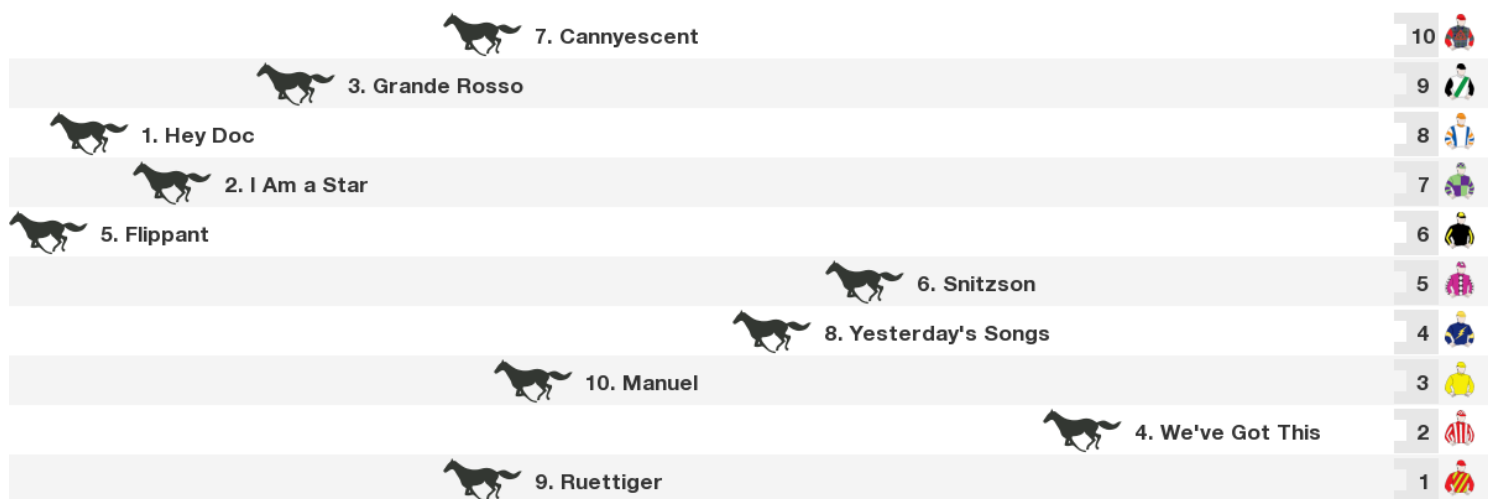 7. Cannyescent 10
3. Grande Rosso 9
1. Hey Doc 8
2. I Am a Star 7
5. Flippant 6
6. Snitzson 5
8. Yesterday's Songs 4
10. Manuel 3
4. We've Got This 2
9. Ruettiger 1